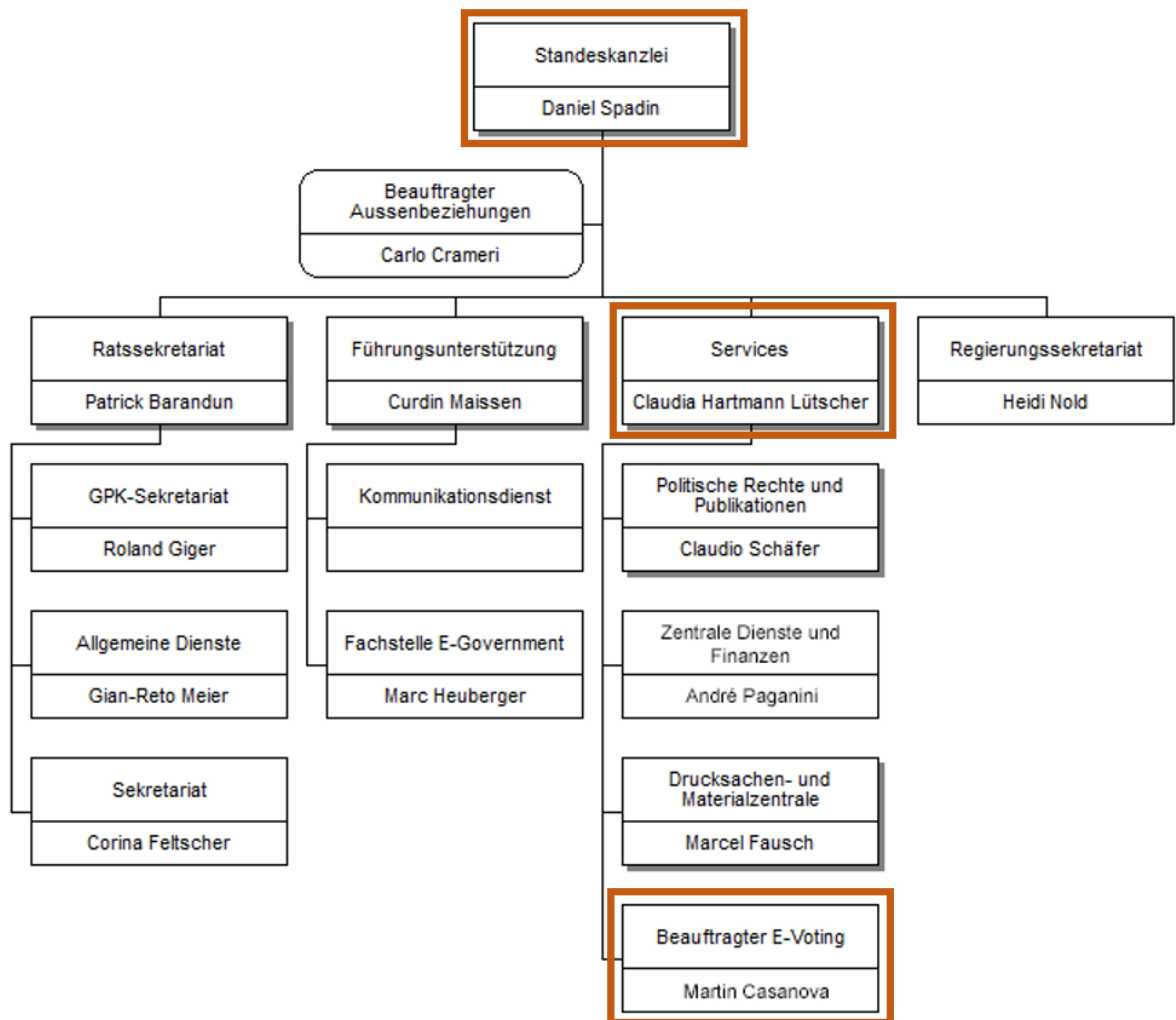 Standeskanzlei
Daniel Spadin
Beauftragter
Aussenbeziehungen
Carlo Crameri
Ratssekretariat
Patrick Barandun
Führungsunterstützung
Curdin Maissen
Services
Claudia Hartmann Lütscher
Regierungssekretariat
Heidi Nold
GPK-Sekretariat
Roland Giger
Allgemeine Dienste
Gian-Reto Meier
Sekretariat
Corina Feltscher
Kommunikationsdienst
Fachstelle E-Government
Marc Heuberger
Politische Rechte und
Publikationen
Claudio Schäfer
Zentrale Dienste und
Finanzen
André Paganini
Drucksachen- und
Materialzentrale
Marcel Fausch
Beauftragter E-Voting
Martin Casanova